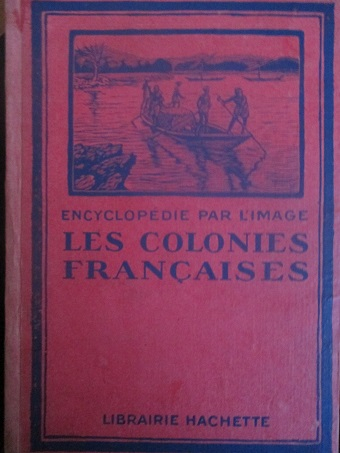 ENCYCLOPÉDIE PAR L'IMAGE
LES COLONIES
FRANÇAISES
LIBRAIRIE HACHETTE